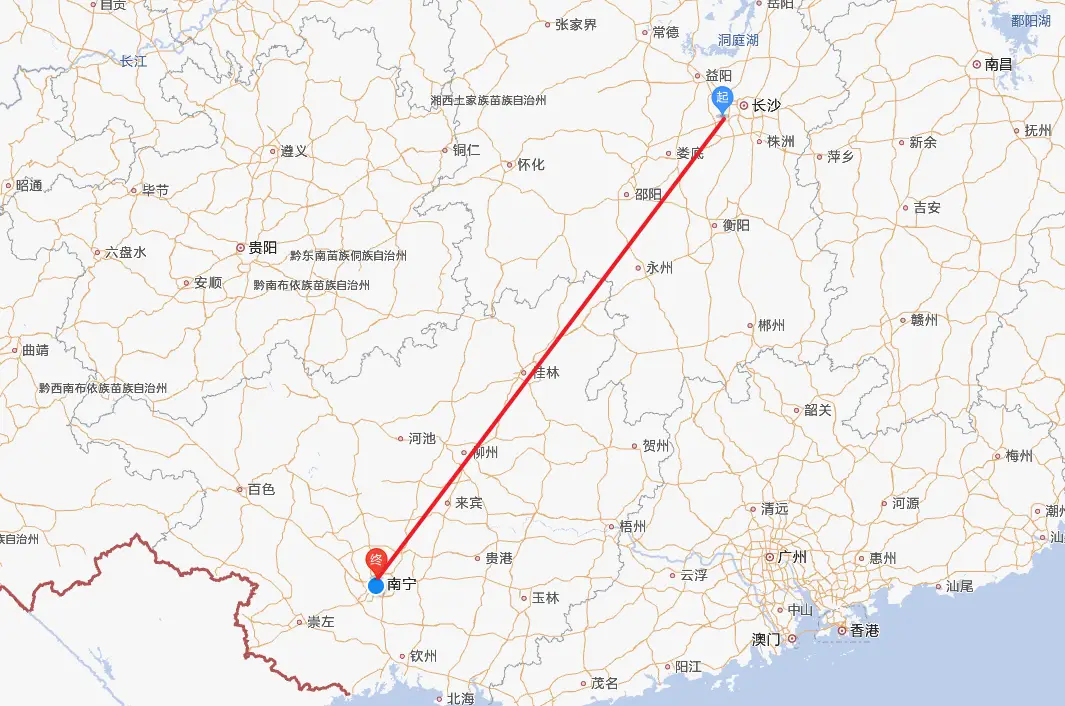 自贡
岳阳
张家界
常德
鄱阳湖
洞庭湖
长江
南昌
益阳
湘西土家族苗族自治州
起
长沙
抚州
株洲
新余
遵义
铜仁
娄底
萍乡
怀化
昭通
毕节
邵阳
吉安
衡阳
贵阳
六盘水
黔东南苗族侗族自治州
永州
安顺
黔南布依族苗族自治州
赣州
郴州
曲靖
桂林
黔西南布依族苗族自治州
韶关
河池
贺州
柳州
梅州
百色
来宾
河源
清远
潮州
梧州
族自治州
汕
广州
贵港
惠州
终
云浮
南宁
汕尾
玉林
中山
崇左
香港
澳门
钦州
阳江
茂名
北海